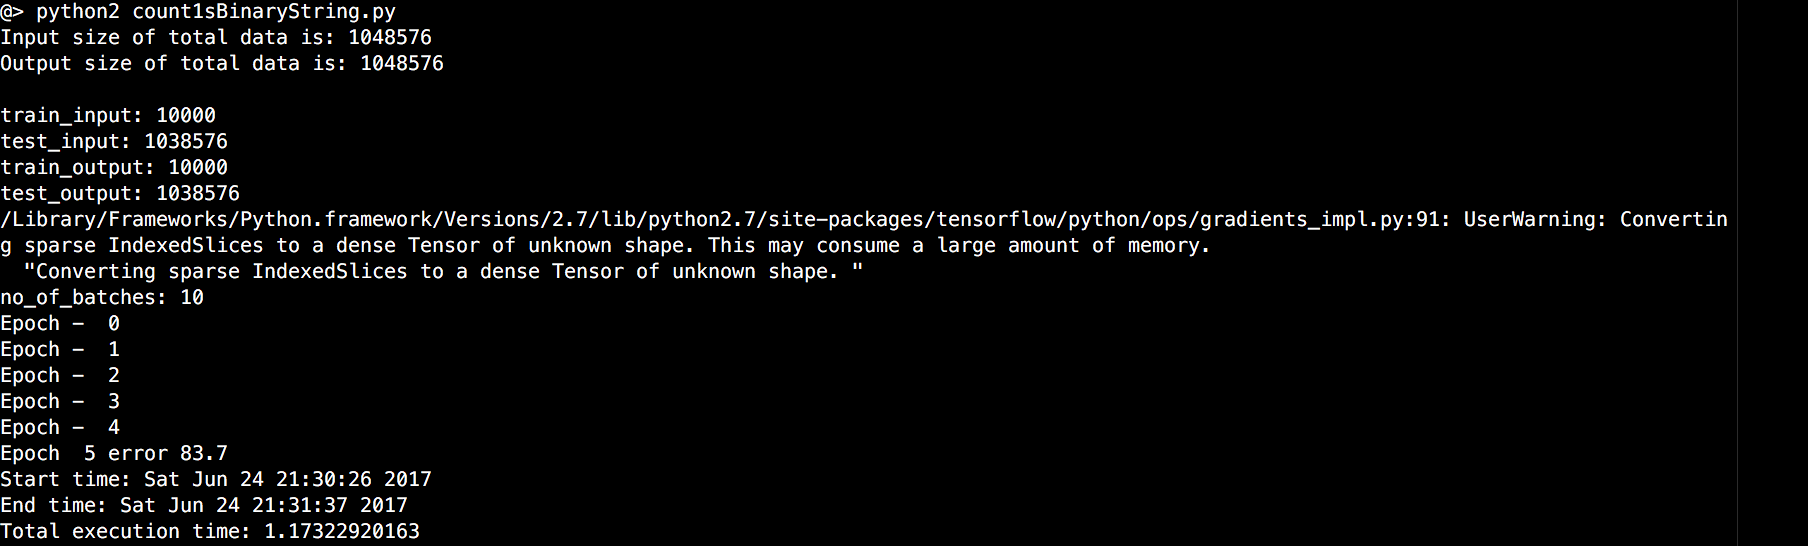 @> python2 count1sBinaryString.py
Input size of total data is: 1048576
Output size of total data is: 1048576
train_input: 10000
test_input: 1038576
train_output: 10000
test_output: 1038576
/Library/Frameworks/Python.framework/Versions/2.7/lib/python2.7/site-packages/tensorflow/python/ops/gradients_impl.py:91: UserWarning: Convertin
g sparse IndexedSlices to a dense Tensor of unknown shape. This may consume a large amount of memory.
  "Converting sparse IndexedSlices to a dense Tensor of unknown shape. "
no_of_batches: 10
Epoch -  0
Epoch -  1
Epoch -  2
Epoch -  3
Epoch -  4
Epoch  5 error 83.7
Start time: Sat Jun 24 21:30:26 2017
End time: Sat Jun 24 21:31:37 2017
Total execution time: 1.17322920163